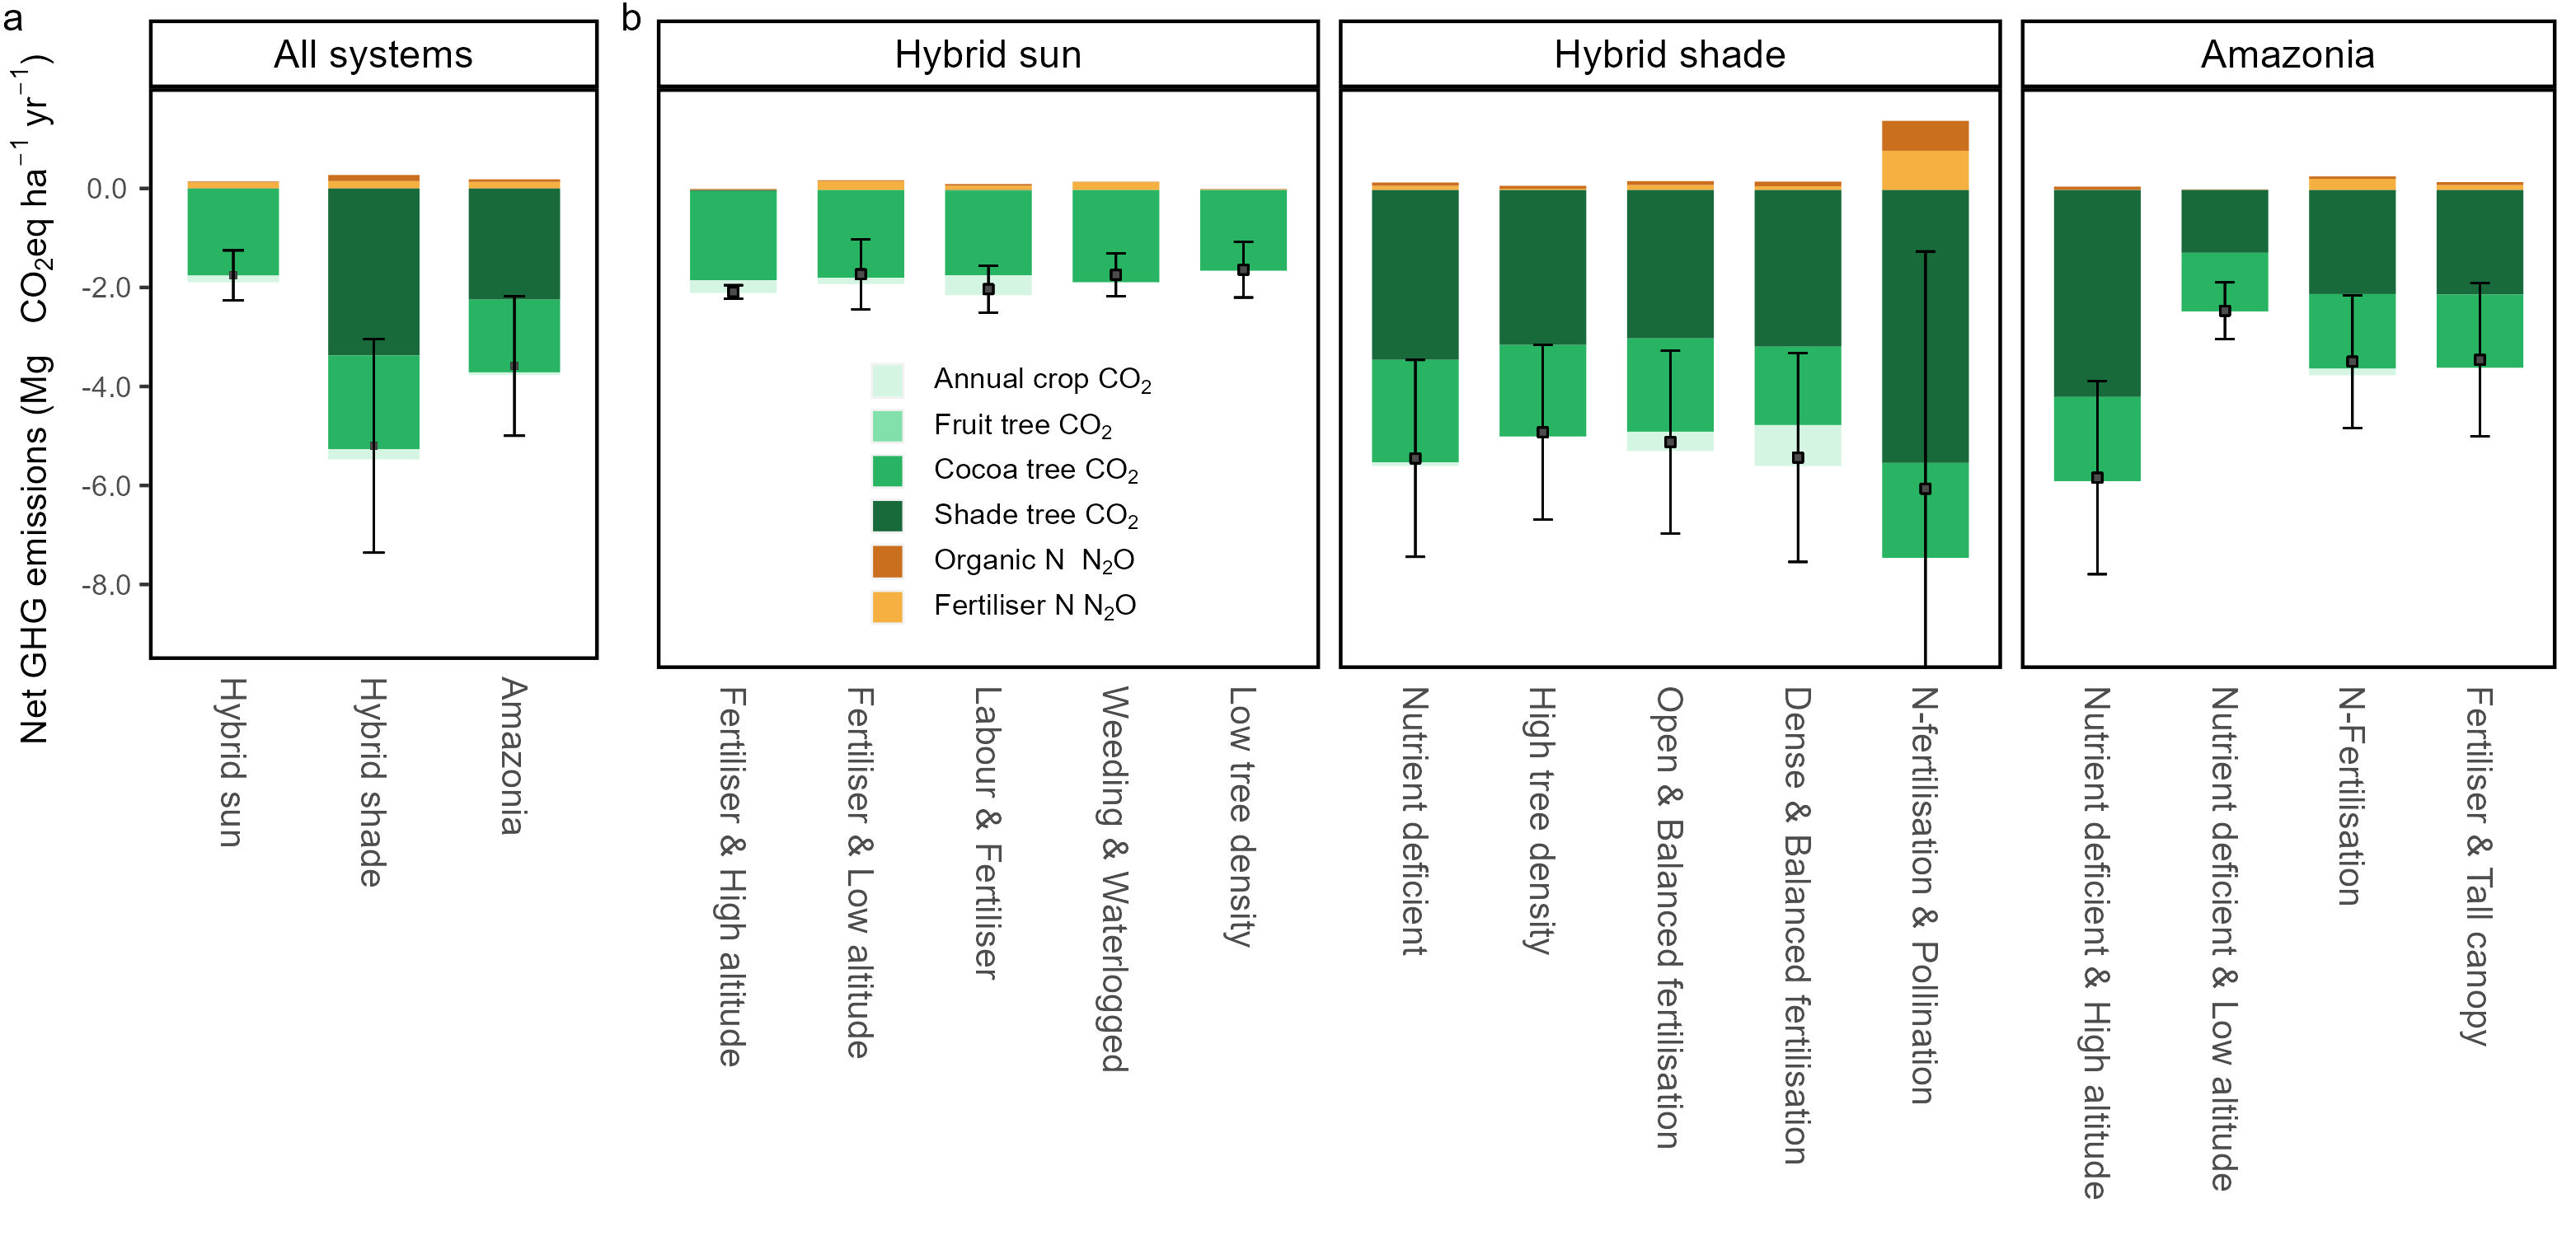 a
b
All systems
Hybrid sun
Hybrid shade
Amazonia
Net GHG emissions (Mg CO₂eq ha⁻¹ yr⁻¹)
0.0
-2.0
-4.0
-6.0
-8.0
Annual crop CO₂
Fruit tree CO₂
Cocoa tree CO₂
Shade tree CO₂
Organic N N₂O
Fertiliser N N₂O
Hybrid sun
Hybrid shade
Amazonia
Fertiliser & High altitude
Fertiliser & Low altitude
Labour & Fertiliser
Weeding & Waterlogged
Low tree density
Nutrient deficient
High tree density
Open & Balanced fertilisation
Dense & Balanced fertilisation
N-fertilisation & Pollination
Nutrient deficient & High altitude
Nutrient deficient & Low altitude
N-Fertilisation
Fertiliser & Tall canopy